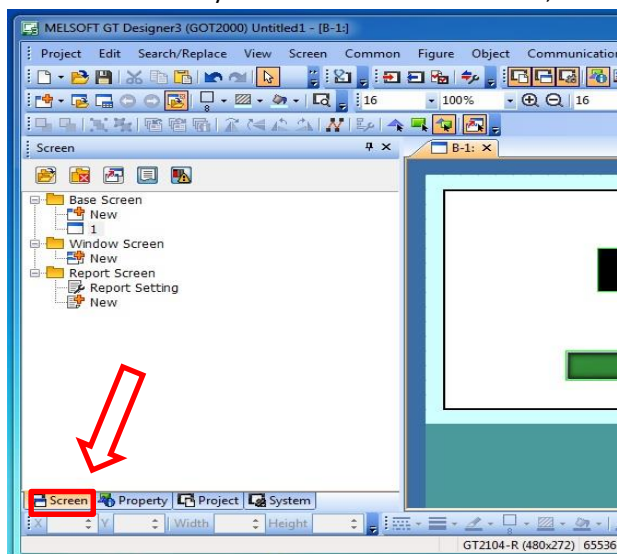 MELSOFT GT Designer3 (GOT2000) Untitled1 - [B-1:]
Project Edit Search/Replace View Screen Common Figure Object Communication
16 100% 16
8
Screen
B-1:
Base Screen
New
1
Window Screen
New
Report Screen
Report Setting
New
Screen Property Project System
X Y Width Height
GT2104-R (480x272) 65536